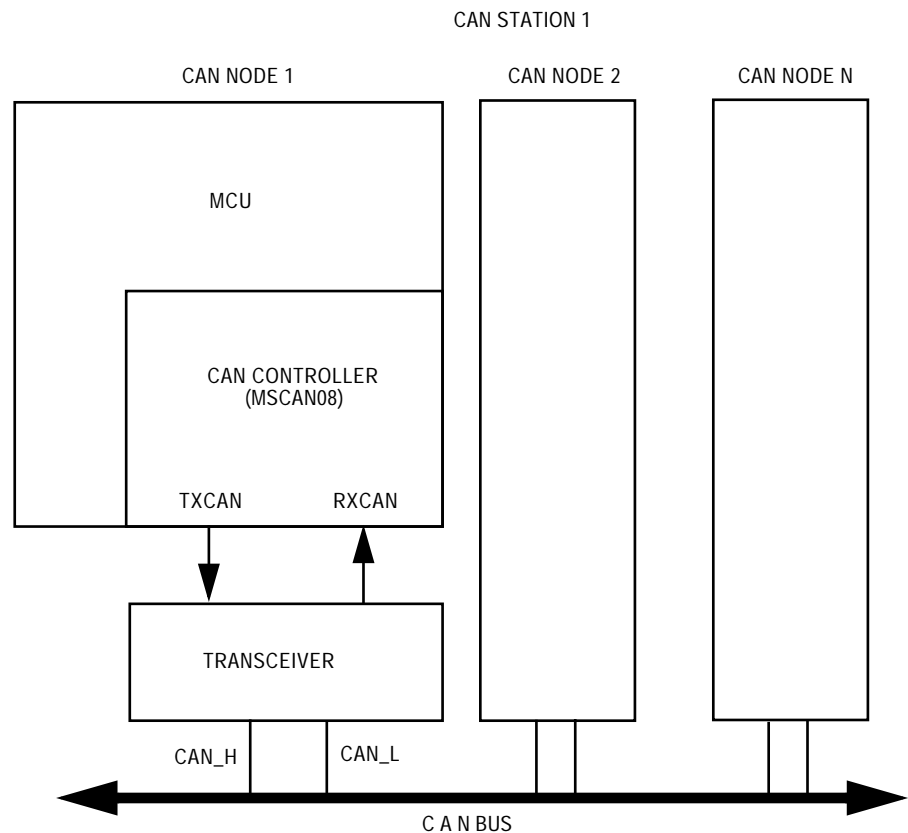 CAN STATION 1
CAN NODE 1
CAN NODE 2
CAN NODE N
MCU
CAN CONTROLLER
(MSCAN08)
TXCAN
RXCAN
TRANSCEIVER
CAN_H
CAN_L
C A N BUS